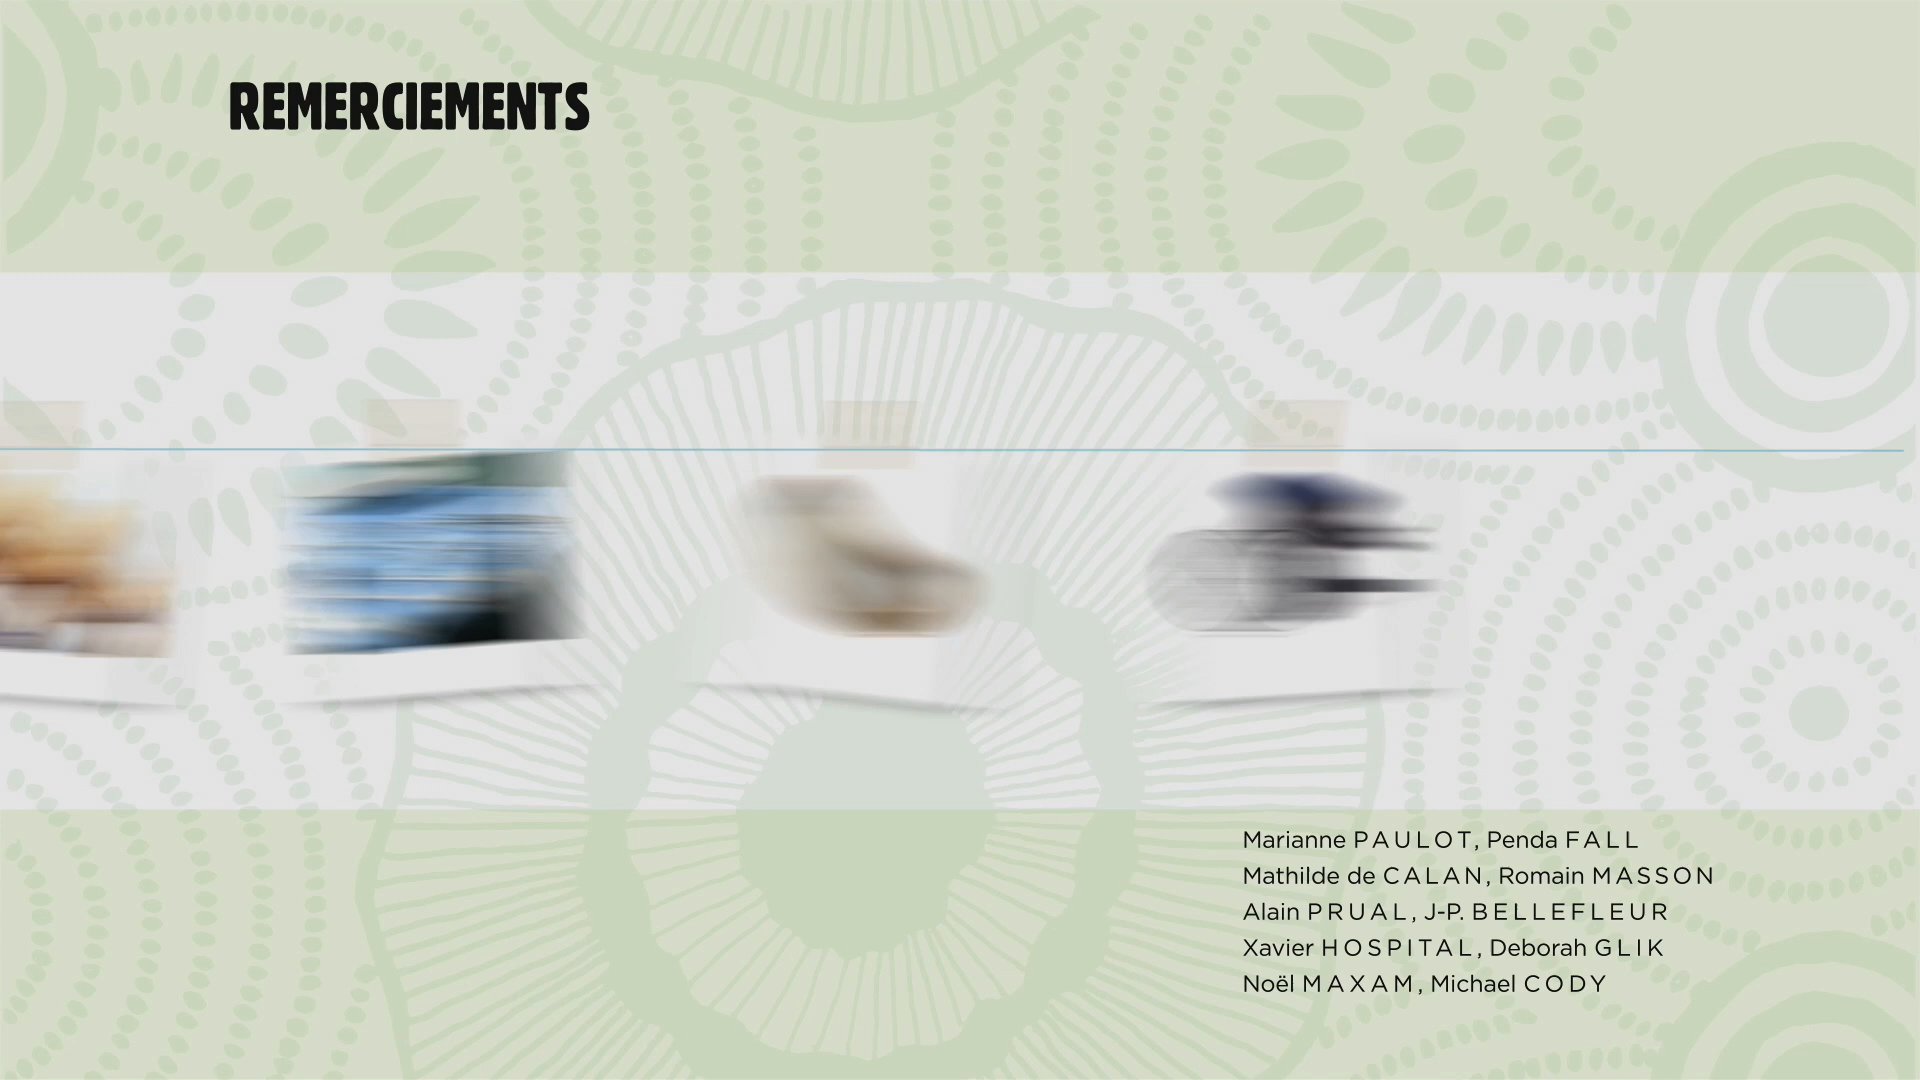 REMERCIEMENTS
Marianne PAULOT, Penda FALL
Mathilde de CALAN, Romain MASSON
Alain PRUAL, J-P. BELLEFLEUR
Xavier HOSPITAL, Deborah GLIK
Noël MAXAM, Michael CODY